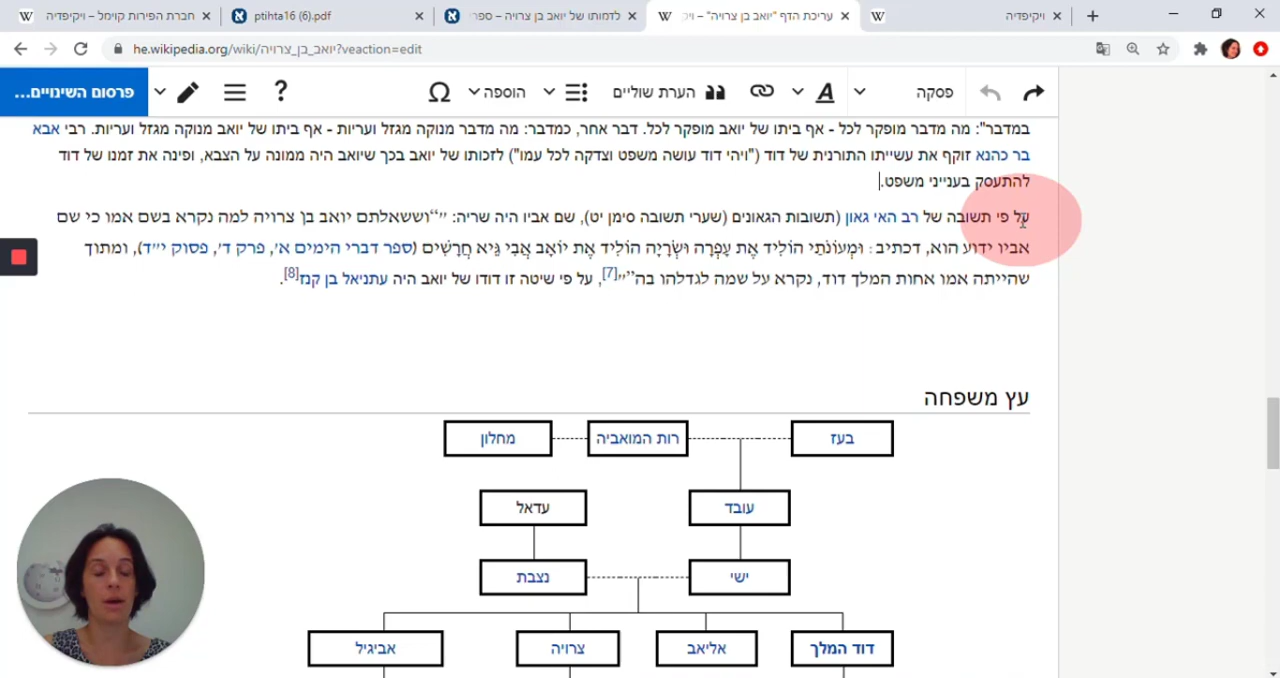 חברת הפירות קוימל – ויקיפדיה
ptihta16 (6).pdf
לדמותו של יואב בן צרויה – ספרי
עריכת הדף "יואב בן צרויה" – ויק
ויקיפדיה
he.wikipedia.org/wiki/יואב_בן_צרויה?veaction=edit
פרסום השינויים...
הוספה
הערת שוליים
פסקה
במדבר": מה מדבר מופקר לכל - אף ביתו של יואב מופקר לכל. דבר אחר, כמדבר: מה מדבר מנוקה מגזל ועריות - אף ביתו של יואב מנוקה מגזל ועריות. רבי אבא
בר כהנא זוקף את עשייתו התורנית של דוד ("ויהי דוד עושה משפט וצדקה לכל עמו") לזכותו של יואב בכך שיואב היה ממונה על הצבא, ופינה את זמנו של דוד
להתעסק בענייני משפט.
על פי תשובה של רב האי גאון (תשובות הגאונים (שערי תשובה סימן יט), שם אביו היה שריה: "“וששאלתם יואב בן צרויה למה נקרא בשם אמו כי שם
אביו ידוע הוא, דכתיב: וּמְעוֹנֹתַי הוֹלִיד אֶת עָפְרָה וּשְׂרָיָה הוֹלִיד אֶת יוֹאָב אֲבִי גֵּיא חֲרָשִׁים (ספר דברי הימים א', פרק ד', פסוק י"ד), ומתוך
שהייתה אמו אחות המלך דוד, נקרא על שמה לגדלהו בה”"[7], על פי שיטה זו דודו של יואב היה עתניאל בן קנז[8].
עץ משפחה
בעז
רות המואביה
מחלון
עובד
עדאל
ישי
נצבת
דוד המלך
אליאב
צרויה
אביגיל